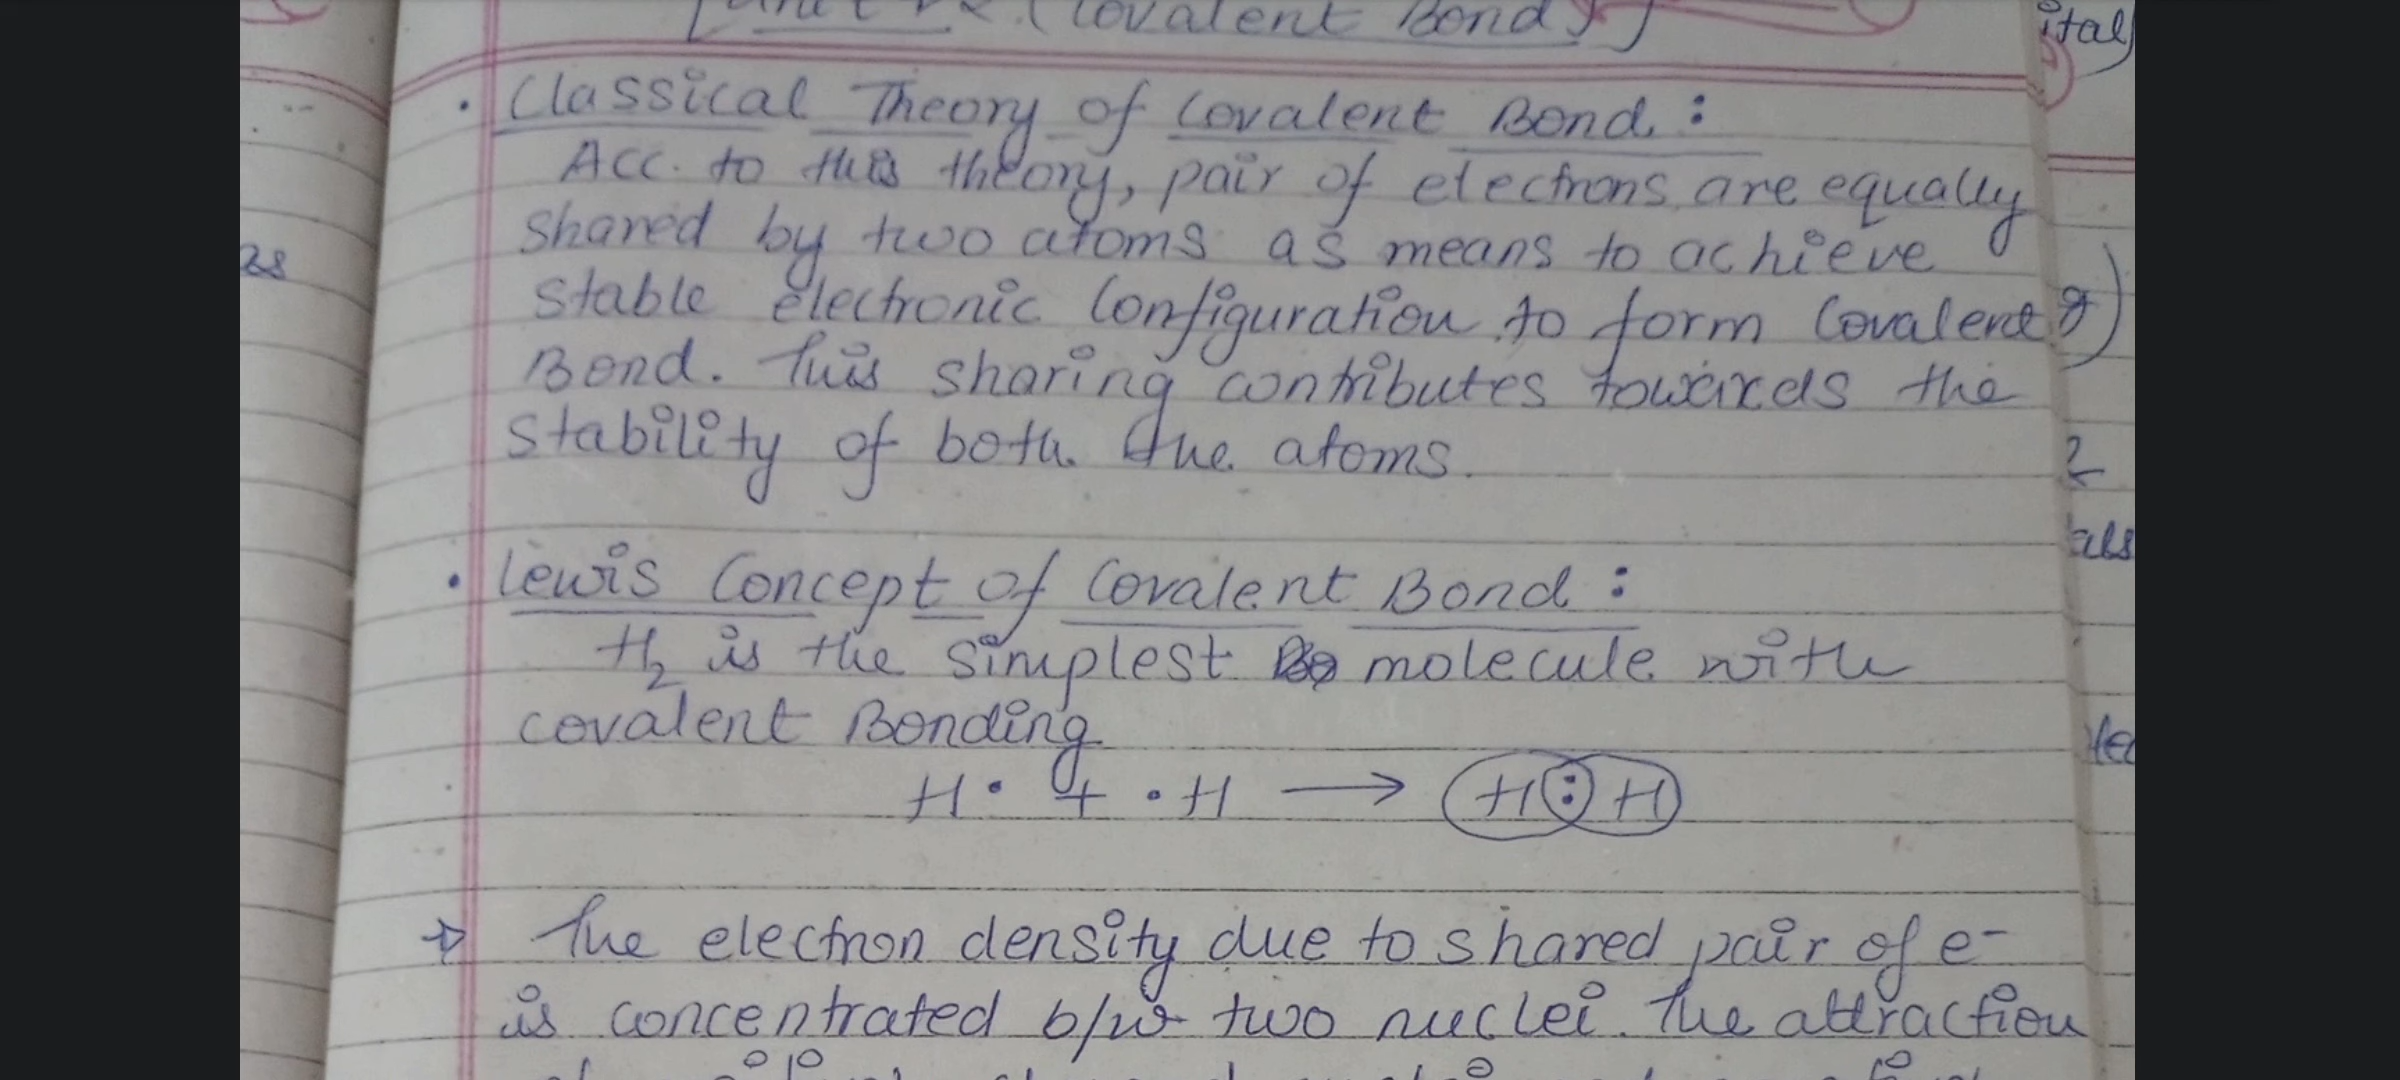 (Covalent Bond)
ital)
• Classical Theory of Covalent Bond :
Acc. to this theory, pair of electrons are equally
shared by two atoms as means to achieve
stable electronic Configuration to form Covalent
Bond. This sharing contributes towards the
stability of both the atoms.
• Lewis Concept of Covalent Bond :
H₂ is the simplest molecule with
covalent Bonding
H• + •H ⟶ H : H
→ The electron density due to shared pair of e⁻
is concentrated b/w two nuclei. The attraction